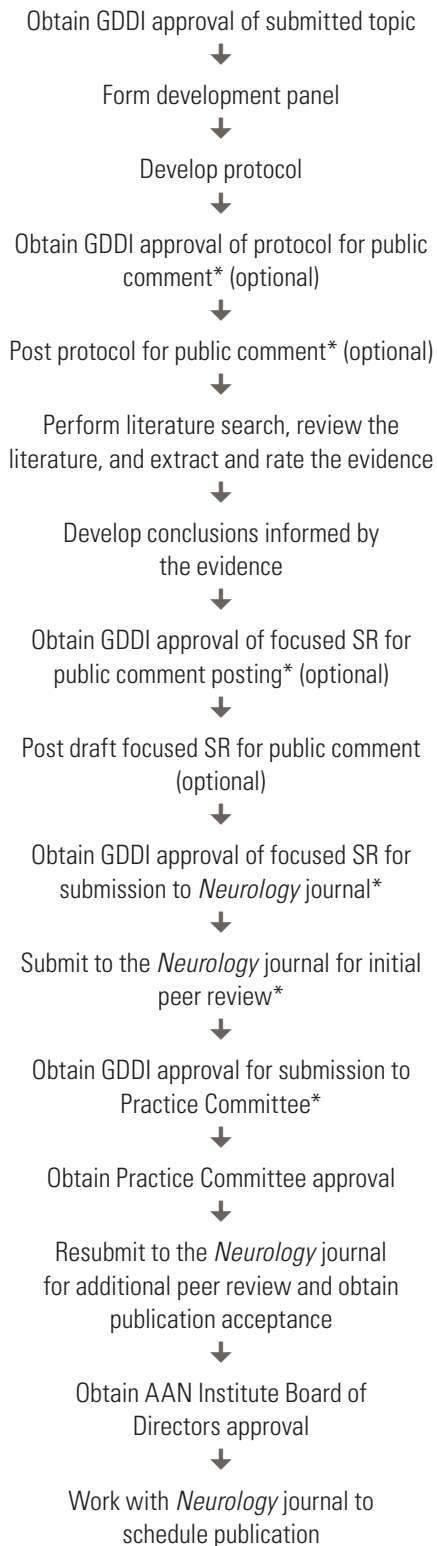 Obtain GDDI approval of submitted topic
Form development panel
Develop protocol
Obtain GDDI approval of protocol for public
comment* (optional)
Post protocol for public comment* (optional)
Perform literature search, review the
literature, and extract and rate the evidence
Develop conclusions informed by
the evidence
Obtain GDDI approval of focused SR for
public comment posting* (optional)
Post draft focused SR for public comment
(optional)
Obtain GDDI approval of focused SR for
submission to Neurology journal*
Submit to the Neurology journal for initial
peer review*
Obtain GDDI approval for submission to
Practice Committee*
Obtain Practice Committee approval
Resubmit to the Neurology journal
for additional peer review and obtain
publication acceptance
Obtain AAN Institute Board of
Directors approval
Work with Neurology journal to
schedule publication